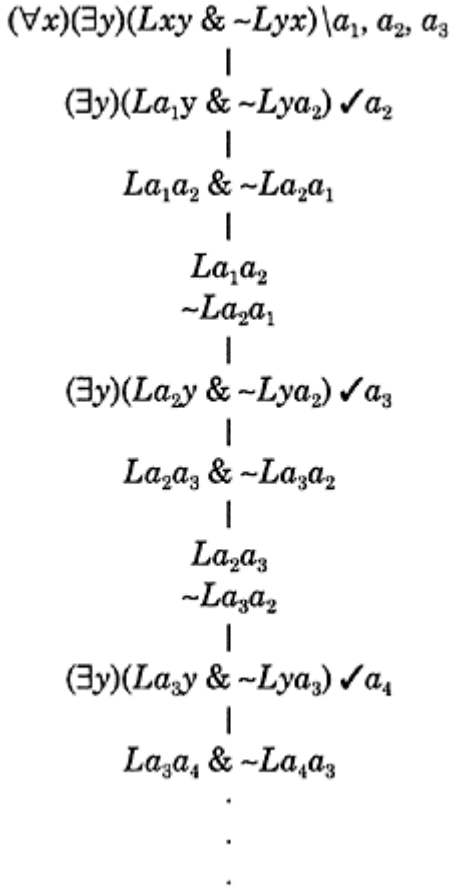 (∀x)(∃y)(Lxy & ~Lyx)\a₁, a₂, a₃
(∃y)(La₁y & ~Lya₂) ✓a₂
La₁a₂ & ~La₂a₁
La₁a₂
~La₂a₁
(∃y)(La₂y & ~Lya₂) ✓a₃
La₂a₃ & ~La₃a₂
La₂a₃
~La₃a₂
(∃y)(La₃y & ~Lya₃) ✓a₄
La₃a₄ & ~La₄a₃
.
.
.